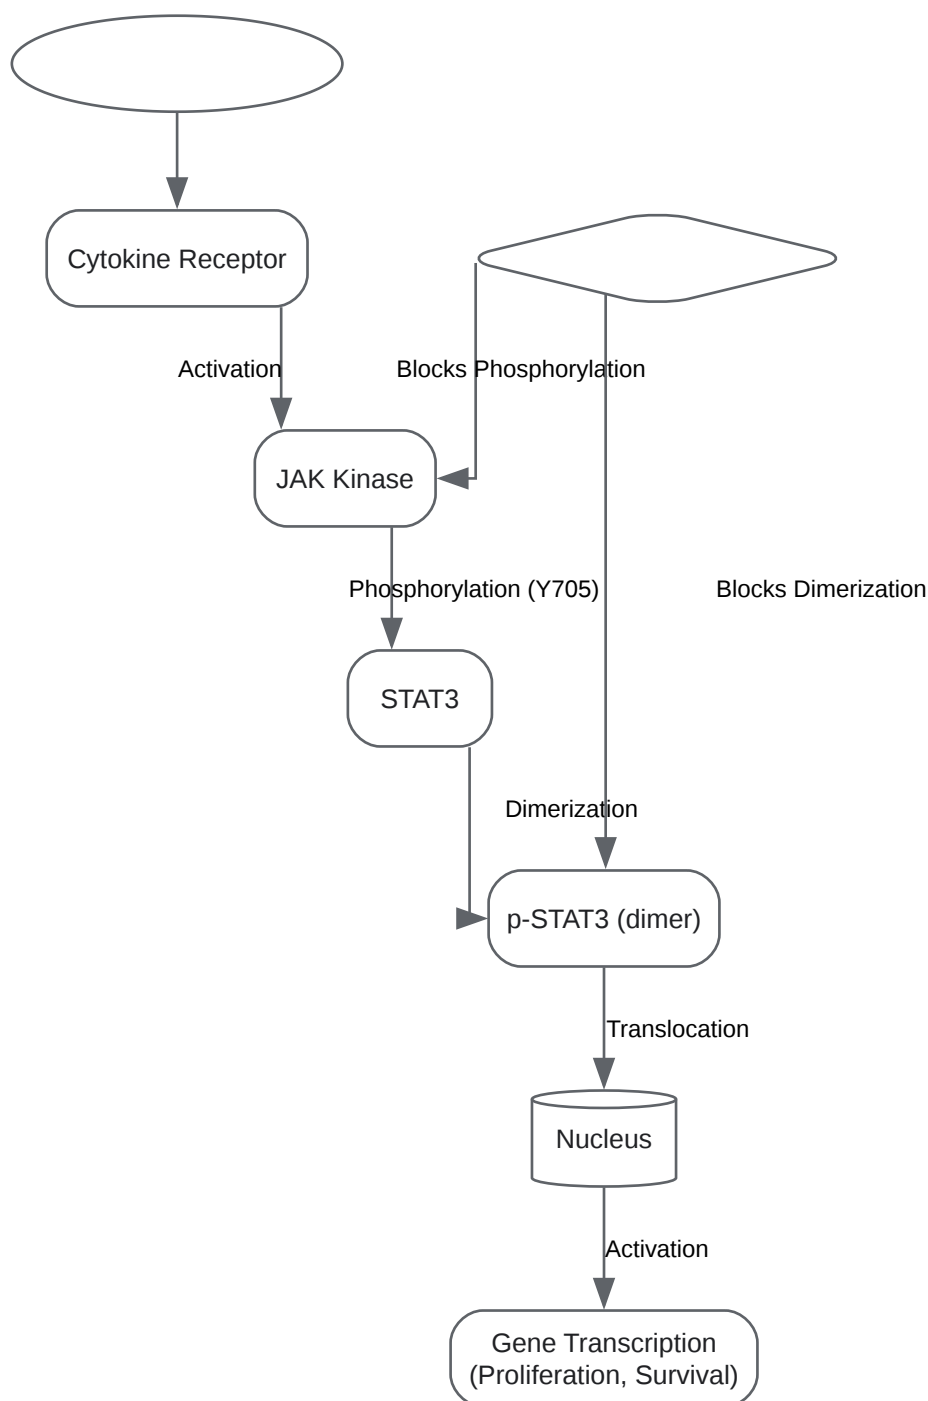 Cytokine Receptor
Activation
Blocks Phosphorylation
JAK Kinase
Phosphorylation (Y705)
Blocks Dimerization
STAT3
Dimerization
p-STAT3 (dimer)
Translocation
Nucleus
Activation
Gene Transcription
(Proliferation, Survival)